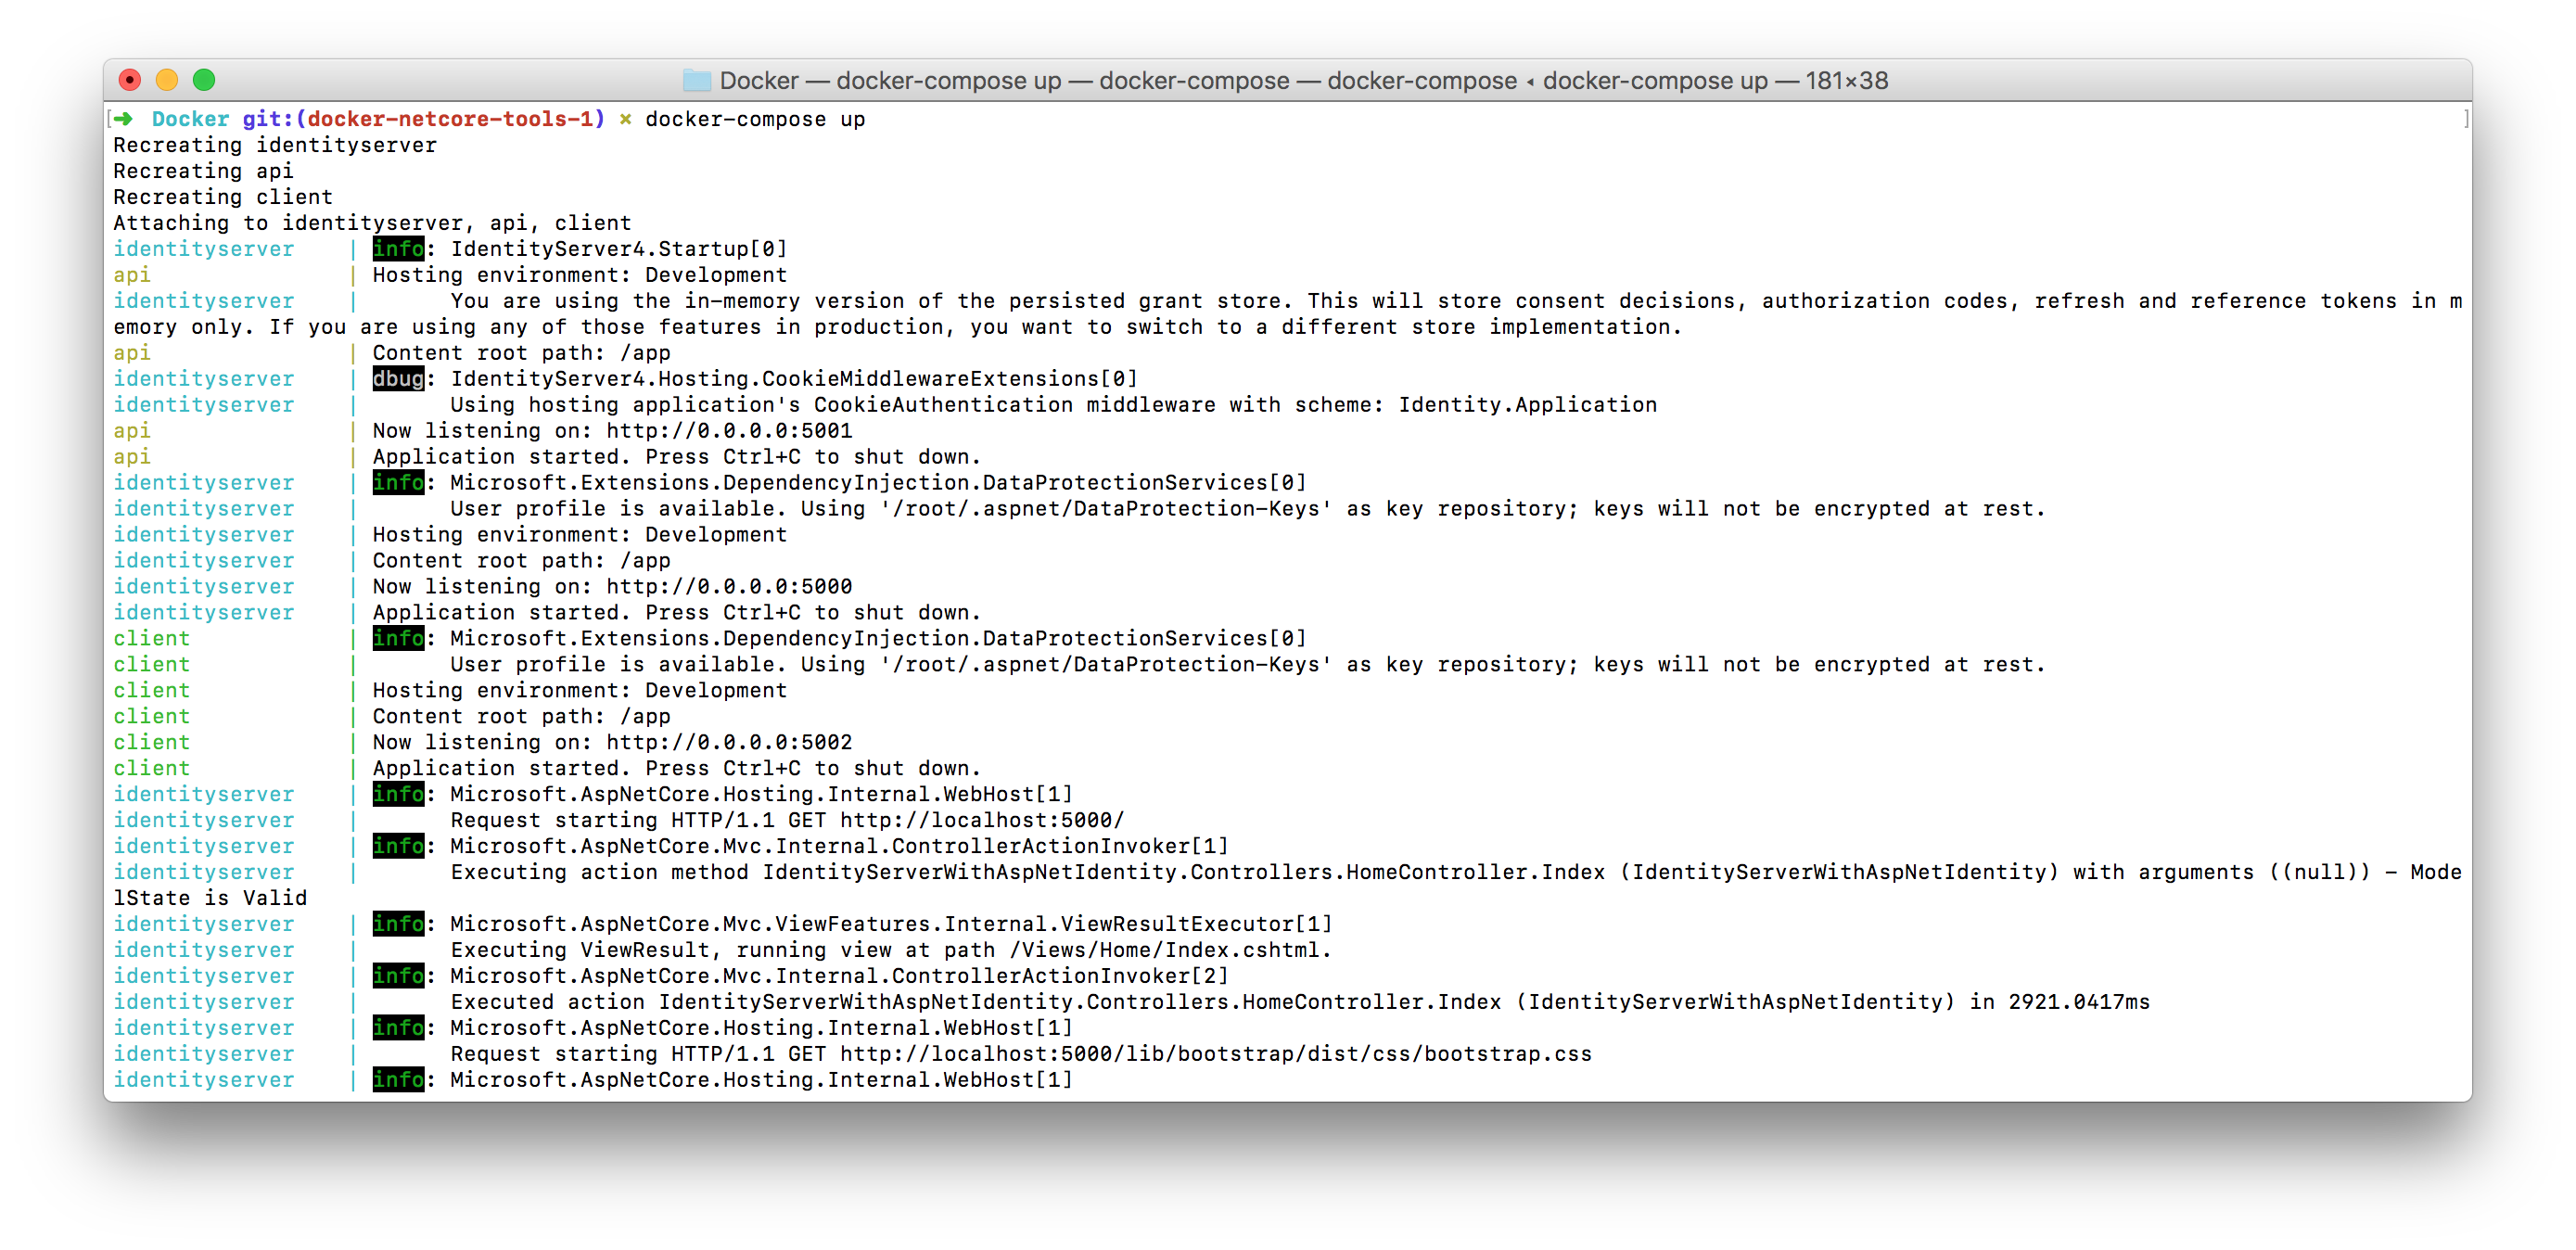 Docker — docker-compose up — docker-compose — docker-compose ◂ docker-compose up — 181×38
[➜  Docker git:(docker-netcore-tools-1) ✗ docker-compose up ]
Recreating identityserver
Recreating api
Recreating client
Attaching to identityserver, api, client
identityserver    | info: IdentityServer4.Startup[0]
api               | Hosting environment: Development
identityserver    |       You are using the in-memory version of the persisted grant store. This will store consent decisions, authorization codes, refresh and reference tokens in m
emory only. If you are using any of those features in production, you want to switch to a different store implementation.
api               | Content root path: /app
identityserver    | dbug: IdentityServer4.Hosting.CookieMiddlewareExtensions[0]
identityserver    |       Using hosting application's CookieAuthentication middleware with scheme: Identity.Application
api               | Now listening on: http://0.0.0.0:5001
api               | Application started. Press Ctrl+C to shut down.
identityserver    | info: Microsoft.Extensions.DependencyInjection.DataProtectionServices[0]
identityserver    |       User profile is available. Using '/root/.aspnet/DataProtection-Keys' as key repository; keys will not be encrypted at rest.
identityserver    | Hosting environment: Development
identityserver    | Content root path: /app
identityserver    | Now listening on: http://0.0.0.0:5000
identityserver    | Application started. Press Ctrl+C to shut down.
client            | info: Microsoft.Extensions.DependencyInjection.DataProtectionServices[0]
client            |       User profile is available. Using '/root/.aspnet/DataProtection-Keys' as key repository; keys will not be encrypted at rest.
client            | Hosting environment: Development
client            | Content root path: /app
client            | Now listening on: http://0.0.0.0:5002
client            | Application started. Press Ctrl+C to shut down.
identityserver    | info: Microsoft.AspNetCore.Hosting.Internal.WebHost[1]
identityserver    |       Request starting HTTP/1.1 GET http://localhost:5000/
identityserver    | info: Microsoft.AspNetCore.Mvc.Internal.ControllerActionInvoker[1]
identityserver    |       Executing action method IdentityServerWithAspNetIdentity.Controllers.HomeController.Index (IdentityServerWithAspNetIdentity) with arguments ((null)) - Mode
lState is Valid
identityserver    | info: Microsoft.AspNetCore.Mvc.ViewFeatures.Internal.ViewResultExecutor[1]
identityserver    |       Executing ViewResult, running view at path /Views/Home/Index.cshtml.
identityserver    | info: Microsoft.AspNetCore.Mvc.Internal.ControllerActionInvoker[2]
identityserver    |       Executed action IdentityServerWithAspNetIdentity.Controllers.HomeController.Index (IdentityServerWithAspNetIdentity) in 2921.0417ms
identityserver    | info: Microsoft.AspNetCore.Hosting.Internal.WebHost[1]
identityserver    |       Request starting HTTP/1.1 GET http://localhost:5000/lib/bootstrap/dist/css/bootstrap.css
identityserver    | info: Microsoft.AspNetCore.Hosting.Internal.WebHost[1]